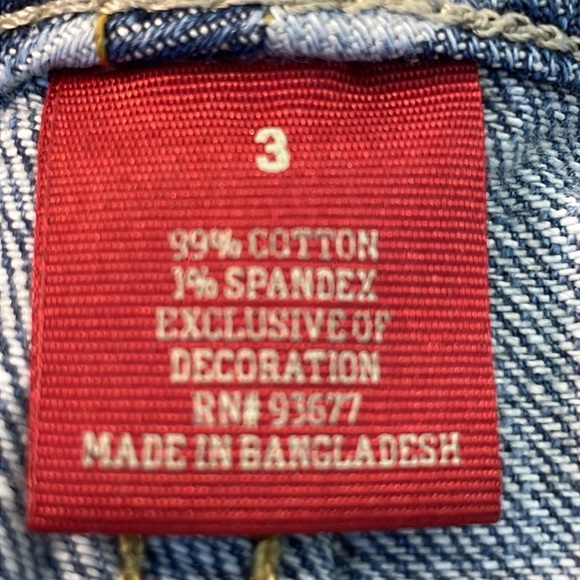 3
99% COTTON
1% SPANDEX
EXCLUSIVE OF
DECORATION
RN# 93677
MADE IN BANGLADESH